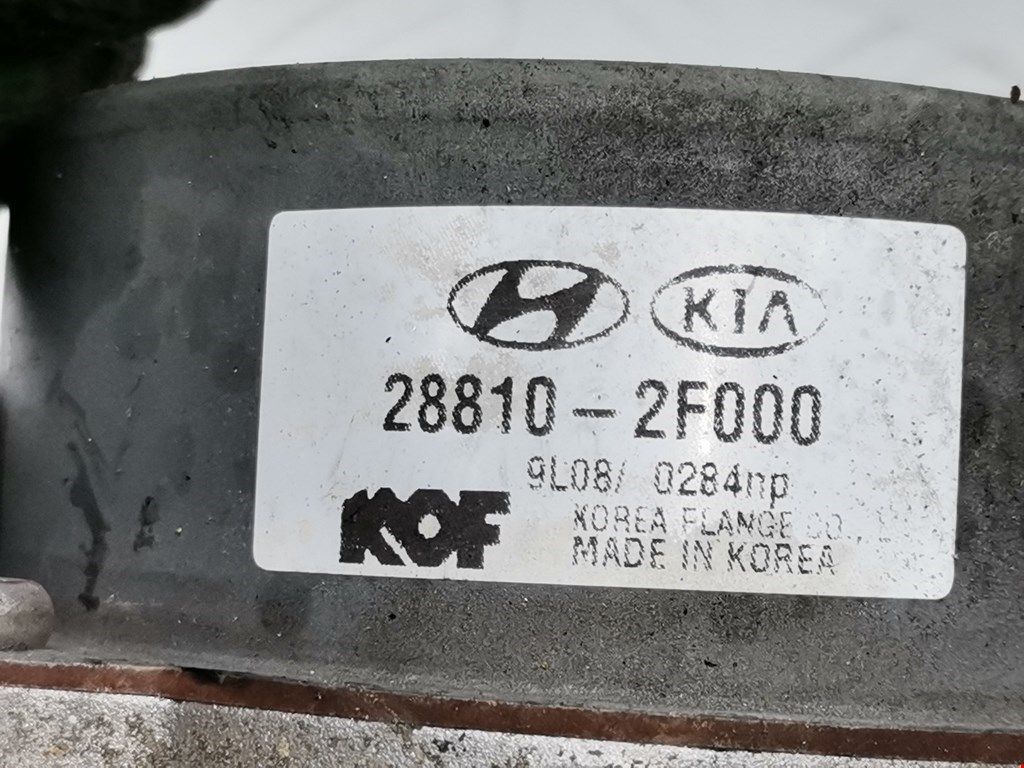 KIA
28810-2F000
9L08/ 0284np
KOF
KOREA FLANGE CO.,
MADE IN KOREA